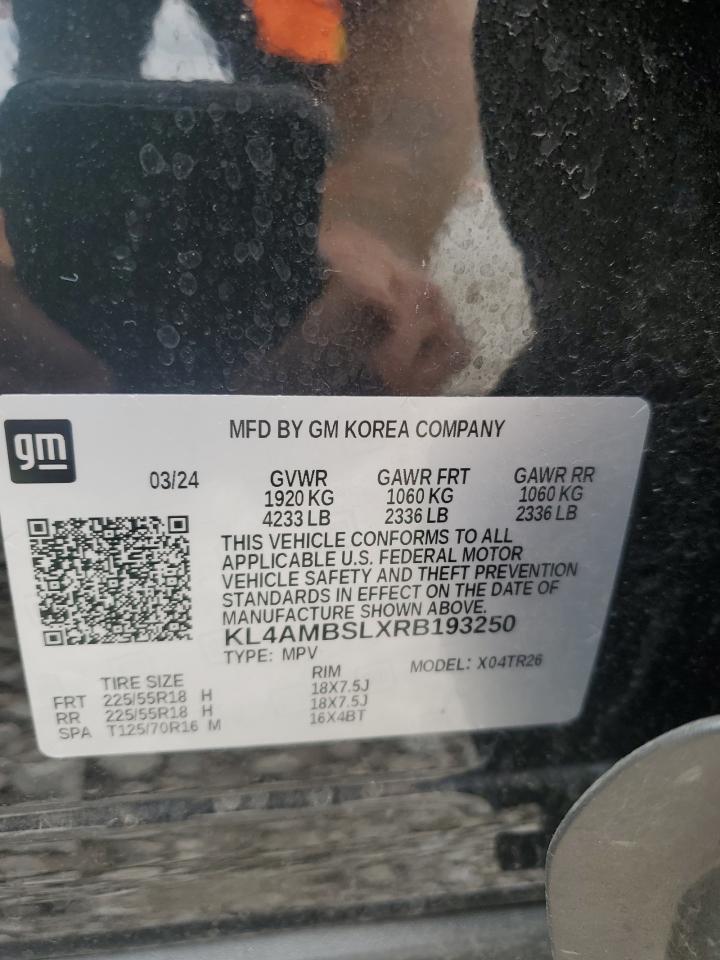 gm
MFD BY GM KOREA COMPANY
03/24
GVWR GAWR FRT GAWR RR
1920 KG 1060 KG 1060 KG
4233 LB 2336 LB 2336 LB
THIS VEHICLE CONFORMS TO ALL
APPLICABLE U.S. FEDERAL MOTOR
VEHICLE SAFETY AND THEFT PREVENTION
STANDARDS IN EFFECT ON THE DATE OF
MANUFACTURE SHOWN ABOVE.
KL4AMBSLXRB193250
TYPE: MPV MODEL: X04TR26
TIRE SIZE RIM
FRT 225/55R18 H 18X7.5J
RR 225/55R18 H 18X7.5J
SPA T125/70R16 M 16X4BT